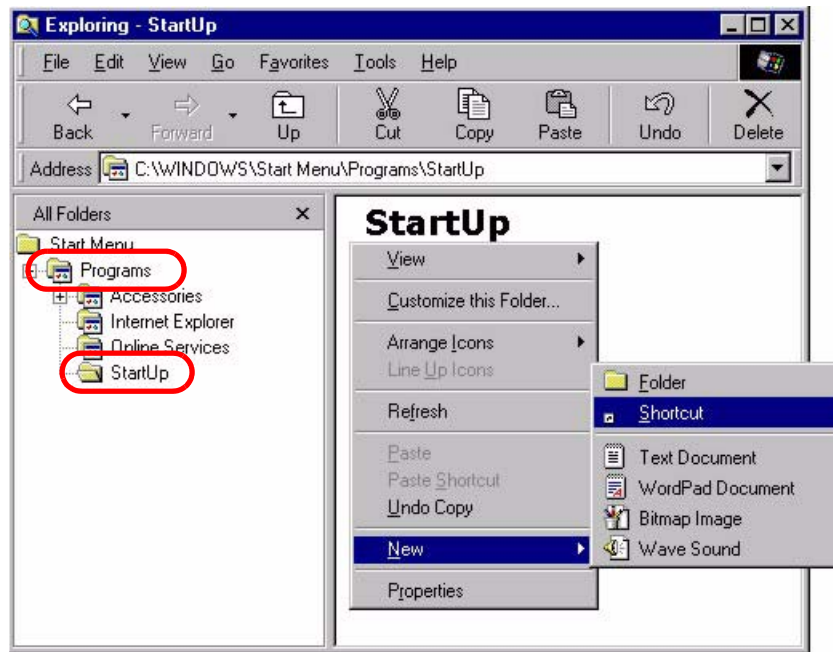 Exploring - StartUp
File Edit View Go Favorites Tools Help
Back Forward Up Cut Copy Paste Undo Delete
Address C:\WINDOWS\Start Menu\Programs\StartUp
All Folders
Start Menu
Programs
Accessories
Internet Explorer
Online Services
StartUp
StartUp
View
Customize this Folder...
Arrange Icons
Line Up Icons
Refresh
Paste
Paste Shortcut
Undo Copy
New
Properties
Folder
Shortcut
Text Document
WordPad Document
Bitmap Image
Wave Sound